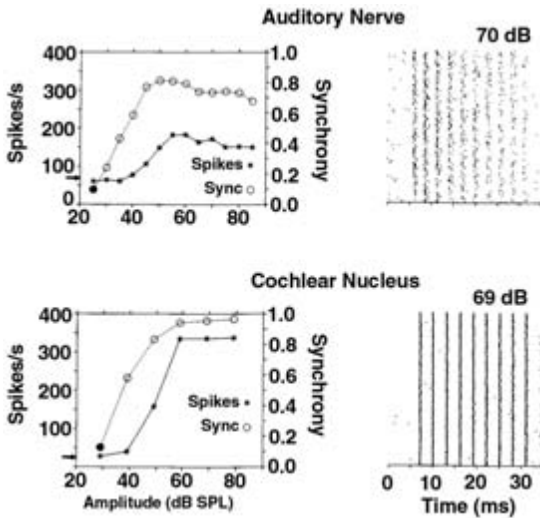 Auditory Nerve
70 dB
Spikes/s
400
300
200
100
0
1.0
0.8
0.6
0.4
0.2
0.0
Synchrony
Spikes
Sync
20 40 60 80
Cochlear Nucleus
69 dB
Spikes/s
400
300
200
100
1.0
0.8
0.6
0.4
0.2
0.0
Synchrony
Spikes
Sync
20 40 60 80
Amplitude (dB SPL)
0 10 20 30
Time (ms)